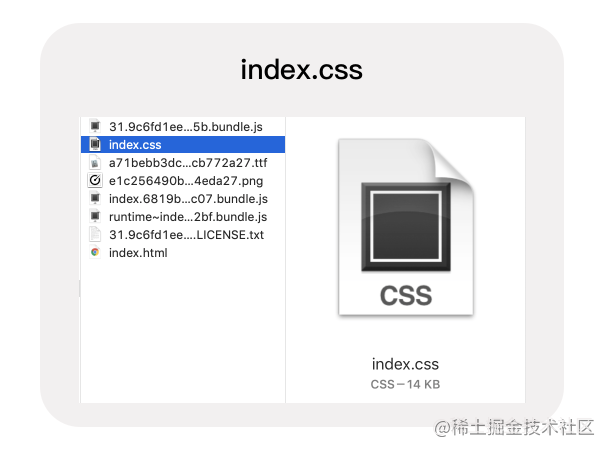 index.css
31.9c6fd1ee...5b.bundle.js
index.css
a71bebb3dc...cb772a27.ttf
e1c256490b...4eda27.png
index.6819b...c07.bundle.js
runtime~inde...2bf.bundle.js
31.9c6fd1ee....LICENSE.txt
index.html
CSS
index.css
CSS – 14 KB
@稀土掘金技术社区